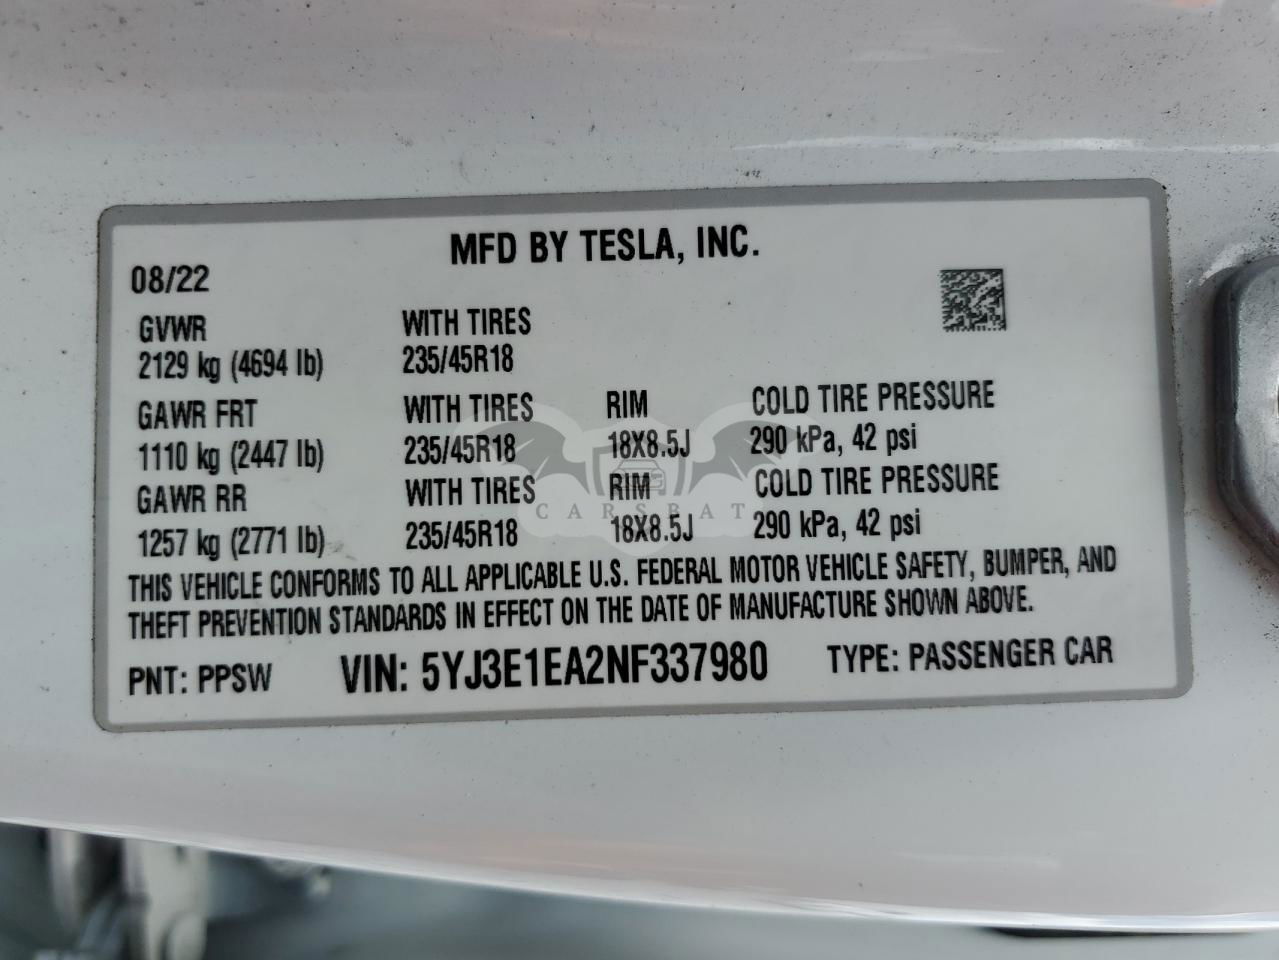 MFD BY TESLA, INC.
08/22
GVWR WITH TIRES
2129 kg (4694 lb) 235/45R18
GAWR FRT WITH TIRES RIM COLD TIRE PRESSURE
1110 kg (2447 lb) 235/45R18 18X8.5J 290 kPa, 42 psi
GAWR RR WITH TIRES RIM COLD TIRE PRESSURE
1257 kg (2771 lb) 235/45R18 18X8.5J 290 kPa, 42 psi
CARSBAT
THIS VEHICLE CONFORMS TO ALL APPLICABLE U.S. FEDERAL MOTOR VEHICLE SAFETY, BUMPER, AND
THEFT PREVENTION STANDARDS IN EFFECT ON THE DATE OF MANUFACTURE SHOWN ABOVE.
PNT: PPSW VIN: 5YJ3E1EA2NF337980 TYPE: PASSENGER CAR